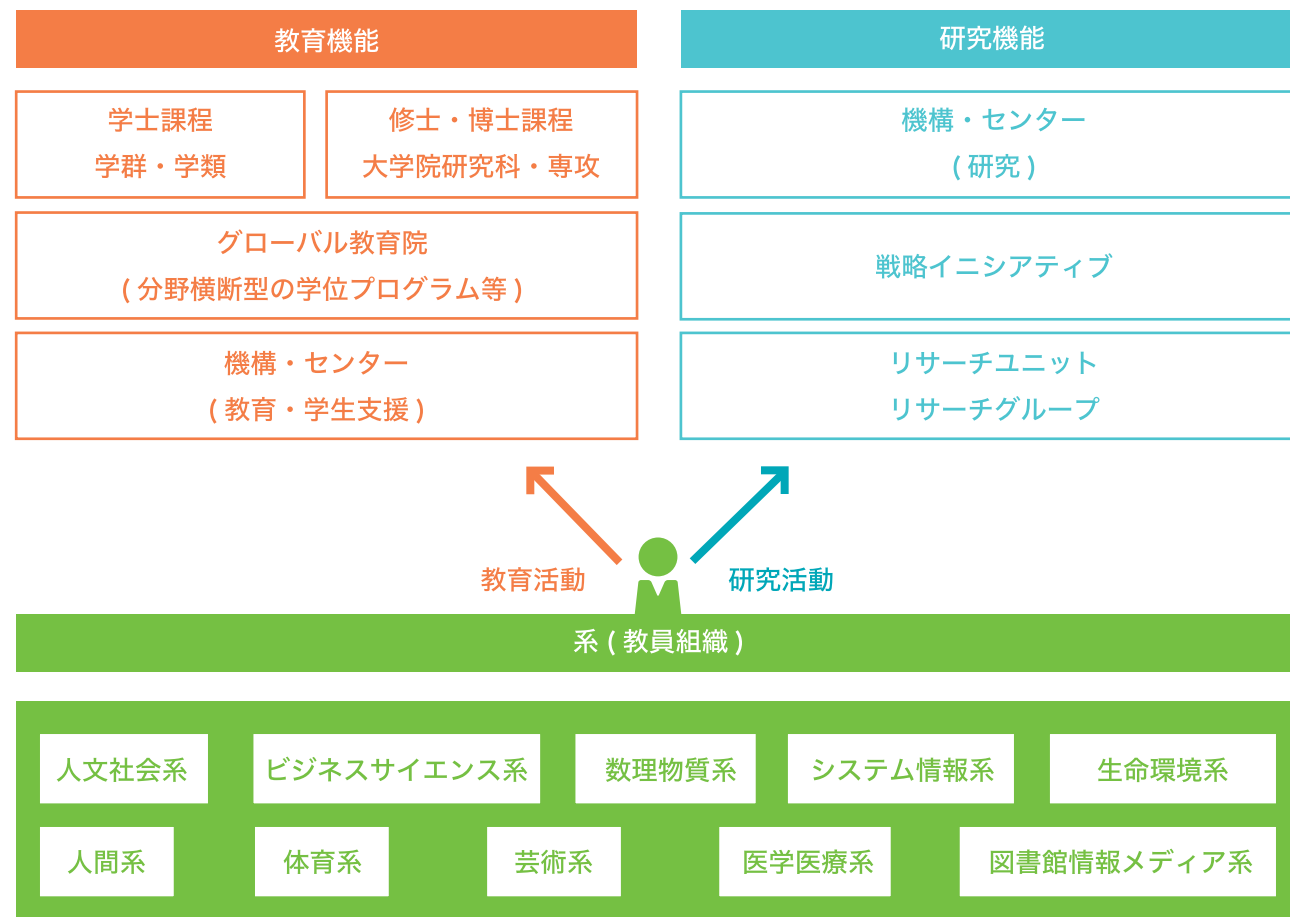 教育機能
研究機能
学士課程
学群・学類
修士・博士課程
大学院研究科・専攻
グローバル教育院
( 分野横断型の学位プログラム等 )
機構・センター
( 教育・学生支援 )
機構・センター
( 研究 )
戦略イニシアティブ
リサーチユニット
リサーチグループ
教育活動
研究活動
系 ( 教員組織 )
人文社会系
ビジネスサイエンス系
数理物質系
システム情報系
生命環境系
人間系
体育系
芸術系
医学医療系
図書館情報メディア系